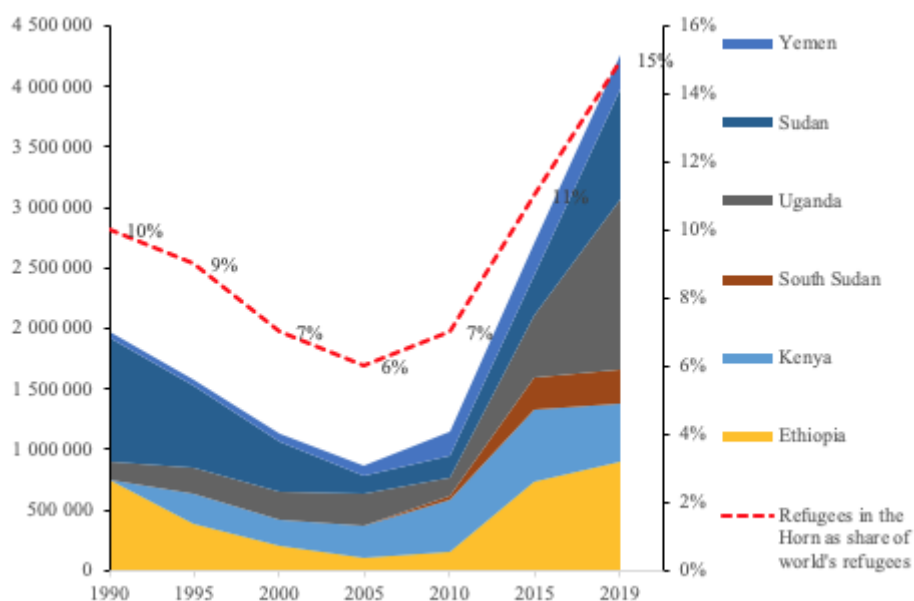 4 500 000
4 000 000
3 500 000
3 000 000
2 500 000
2 000 000
1 500 000
1 000 000
500 000
0
10%
9%
7%
6%
7%
11%
15%
16%
14%
12%
10%
8%
6%
4%
2%
0%
1990 1995 2000 2005 2010 2015 2019
Yemen
Sudan
Uganda
South Sudan
Kenya
Ethiopia
Refugees in the
Horn as share of
world's refugees